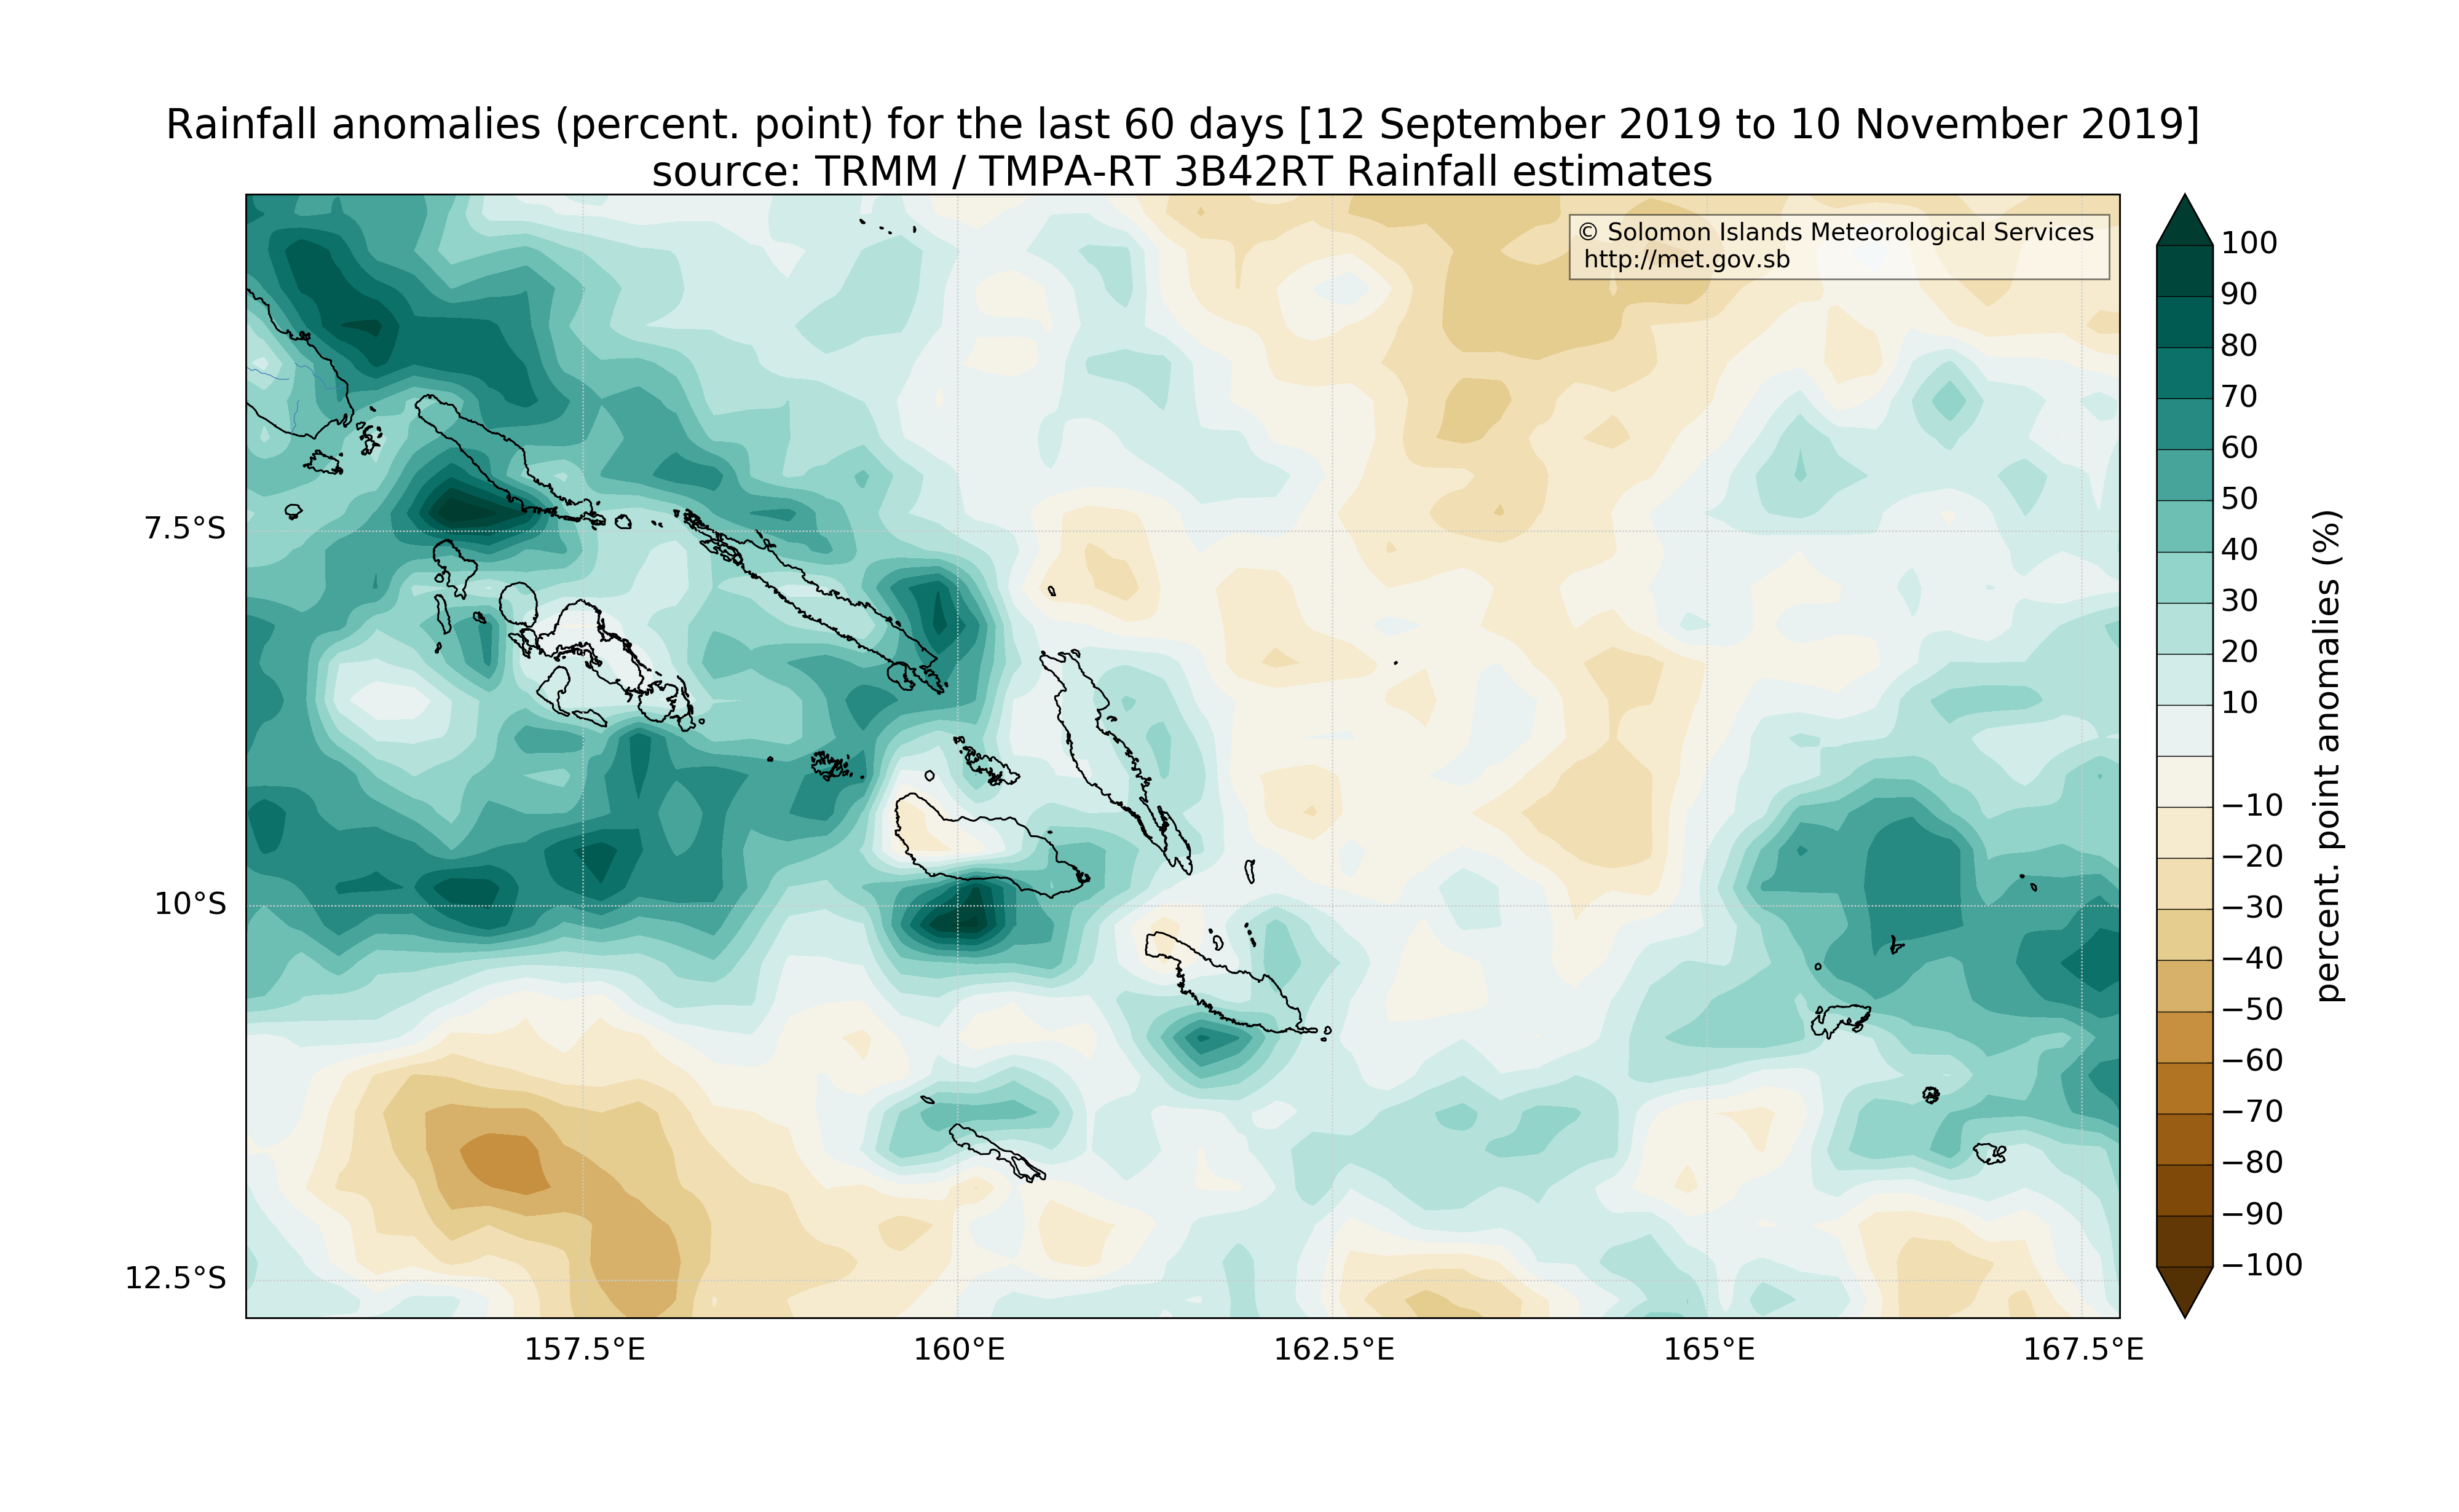 Rainfall anomalies (percent. point) for the last 60 days [12 September 2019 to 10 November 2019]
source: TRMM / TMPA-RT 3B42RT Rainfall estimates
© Solomon Islands Meteorological Services
http://met.gov.sb
7.5°S
10°S
12.5°S
157.5°E
160°E
162.5°E
165°E
167.5°E
100
90
80
70
60
50
40
30
20
10
−10
−20
−30
−40
−50
−60
−70
−80
−90
−100
percent. point anomalies (%)